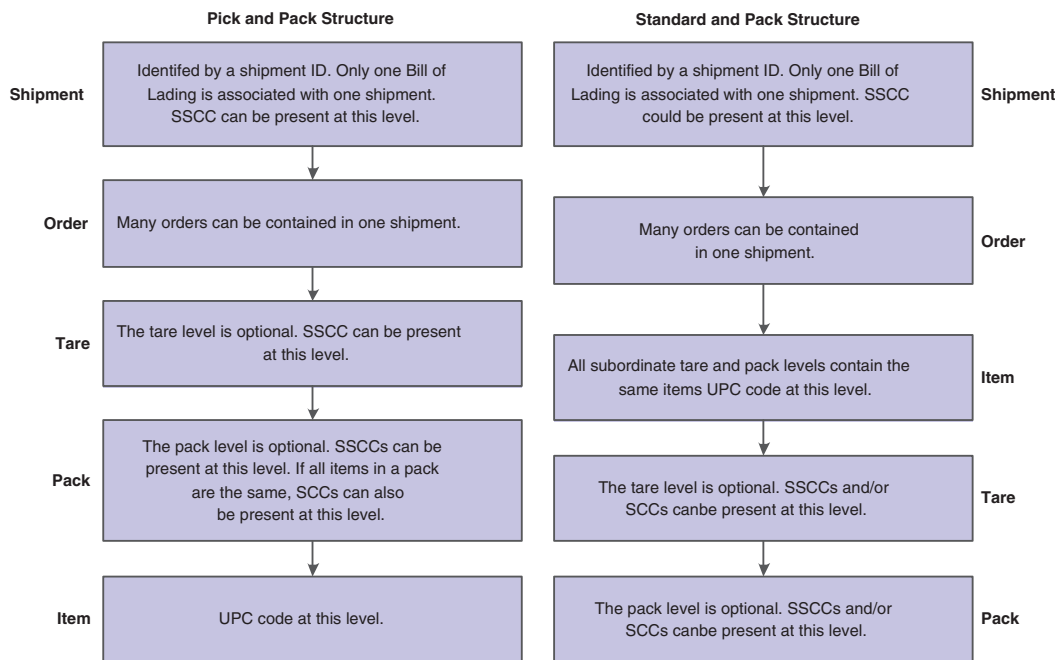 Pick and Pack Structure
Shipment
Identifed by a shipment ID. Only one Bill of
Lading is associated with one shipment.
SSCC can be present at this level.
Order
Many orders can be contained in one shipment.
Tare
The tare level is optional. SSCC can be present
at this level.
Pack
The pack level is optional. SSCCs can be
present at this level. If all items in a pack
are the same, SCCs can also
be present at this level.
Item
UPC code at this level.
Standard and Pack Structure
Identified by a shipment ID. Only one Bill of
Lading is associated with one shipment. SSCC
could be present at this level.
Shipment
Many orders can be contained
in one shipment.
Order
All subordinate tare and pack levels contain the
same items UPC code at this level.
Item
The tare level is optional. SSCCs and/or
SCCs canbe present at this level.
Tare
The pack level is optional. SSCCs and/or
SCCs canbe present at this level.
Pack